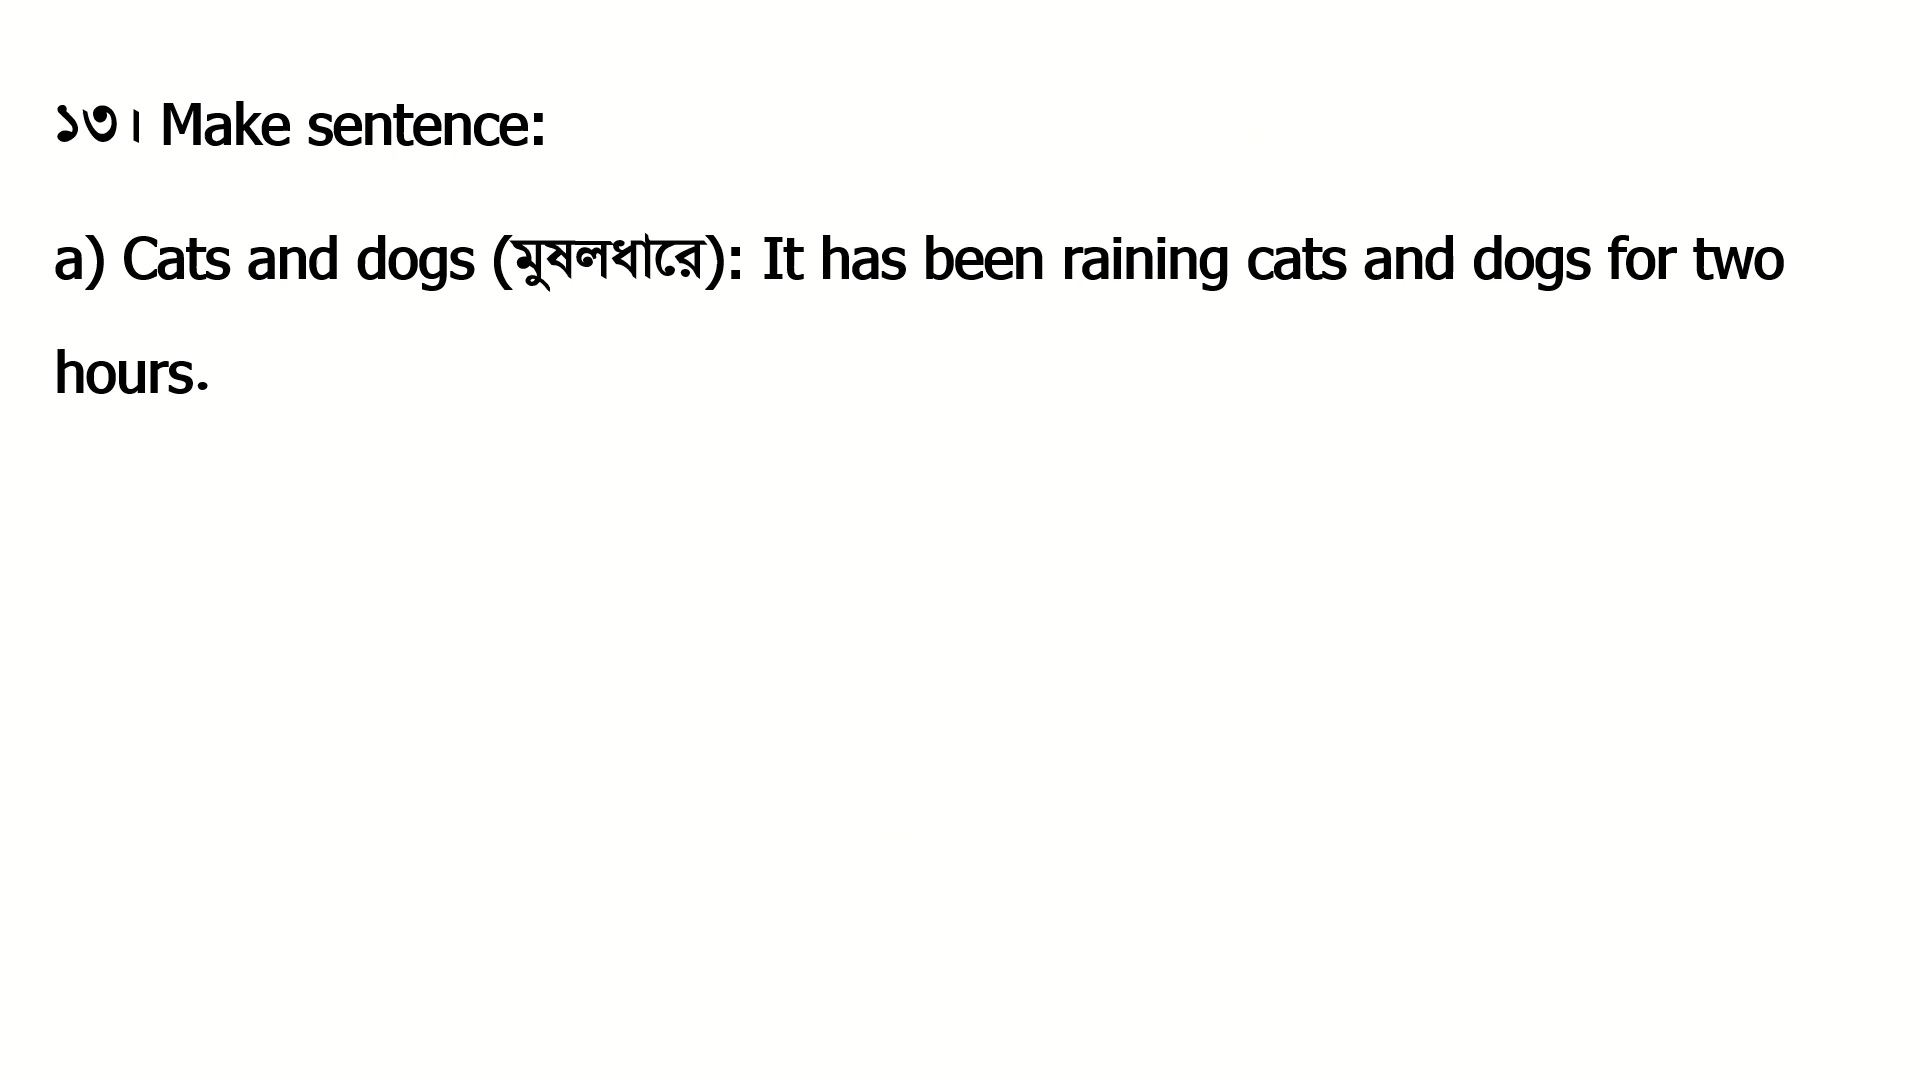 ১৩। Make sentence:
a) Cats and dogs (মুষলধারে): It has been raining cats and dogs for two
hours.